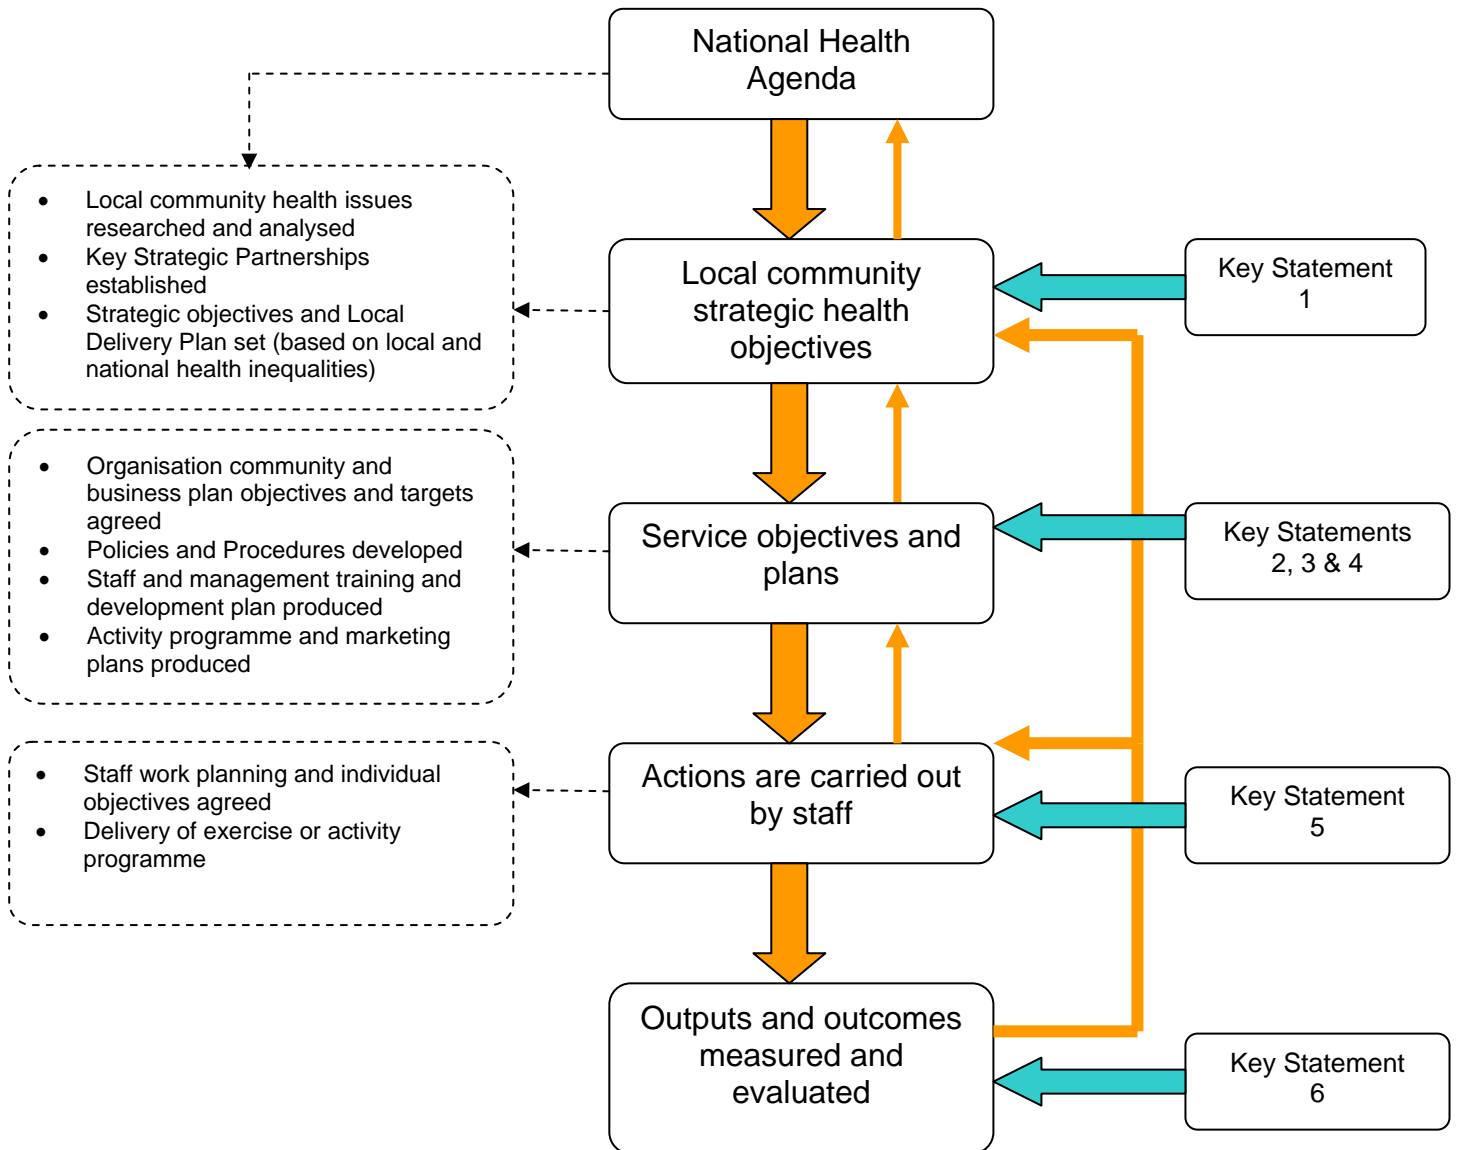 National Health
Agenda
• Local community health issues
researched and analysed
• Key Strategic Partnerships
established
• Strategic objectives and Local
Delivery Plan set (based on local and
national health inequalities)
Local community
strategic health
objectives
Key Statement
1
• Organisation community and
business plan objectives and targets
agreed
• Policies and Procedures developed
• Staff and management training and
development plan produced
• Activity programme and marketing
plans produced
Service objectives and
plans
Key Statements
2, 3 & 4
• Staff work planning and individual
objectives agreed
• Delivery of exercise or activity
programme
Actions are carried out
by staff
Key Statement
5
Outputs and outcomes
measured and
evaluated
Key Statement
6